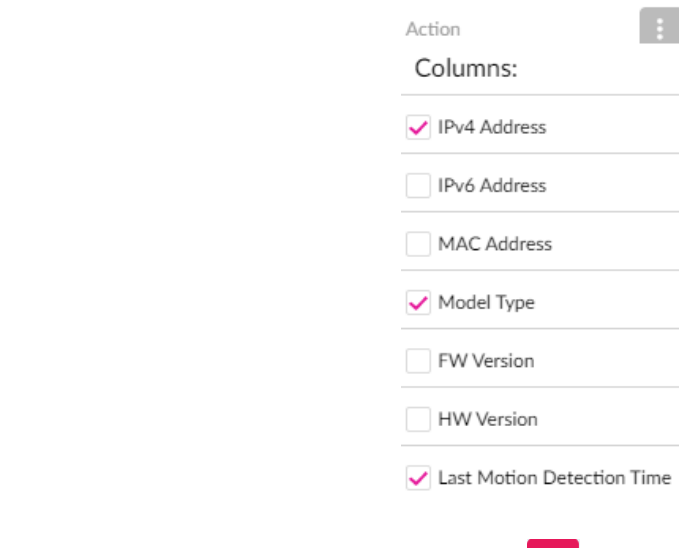 Action
Columns:
IPv4 Address
IPv6 Address
MAC Address
Model Type
FW Version
HW Version
Last Motion Detection Time